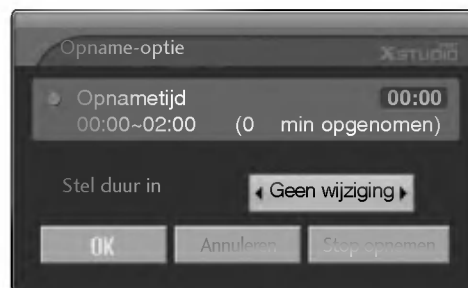 Opname-optie
XSTUDIO
Opnametijd 00:00
00:00~02:00 (0 min opgenomen)
Stel duur in Geen wijziging
OK Annuleren Stop opnemen